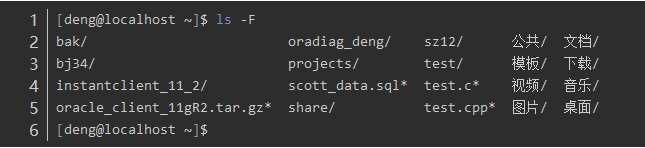 1 [deng@localhost ~]$ ls -F
2 bak/ oradiag_deng/ sz12/ 公共/ 文档/
3 bj34/ projects/ test/ 模板/ 下载/
4 instantclient_11_2/ scott_data.sql* test.c* 视频/ 音乐/
5 oracle_client_11gR2.tar.gz* share/ test.cpp* 图片/ 桌面/
6 [deng@localhost ~]$